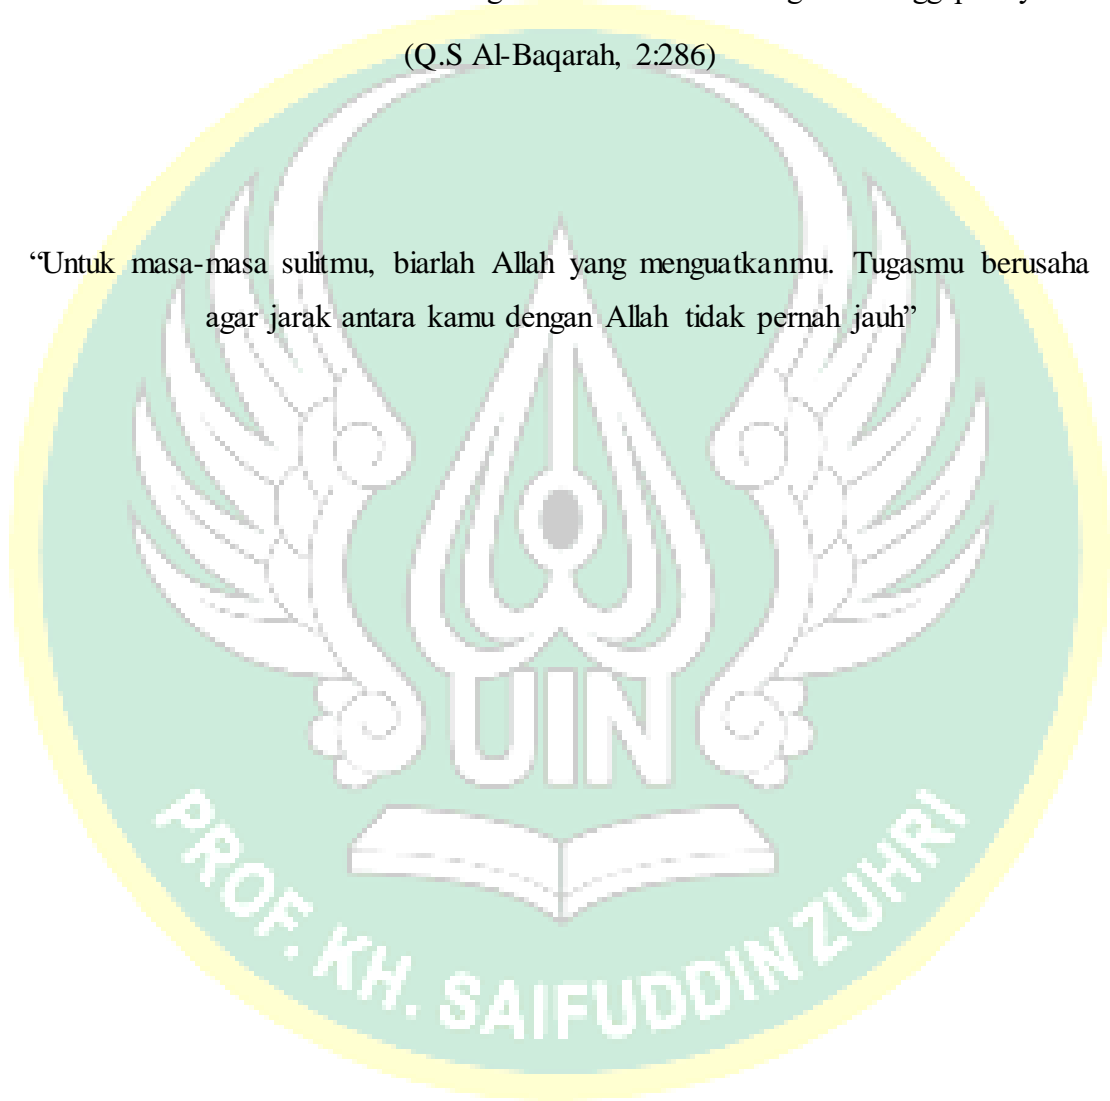 (Q.S Al-Baqarah, 2:286)
“Untuk masa-masa sulitmu, biarlah Allah yang menguatkanmu. Tugasmu berusaha
agar jarak antara kamu dengan Allah tidak pernah jauh”
UIN
PROF. KH. SAIFUDDIN ZUHRI